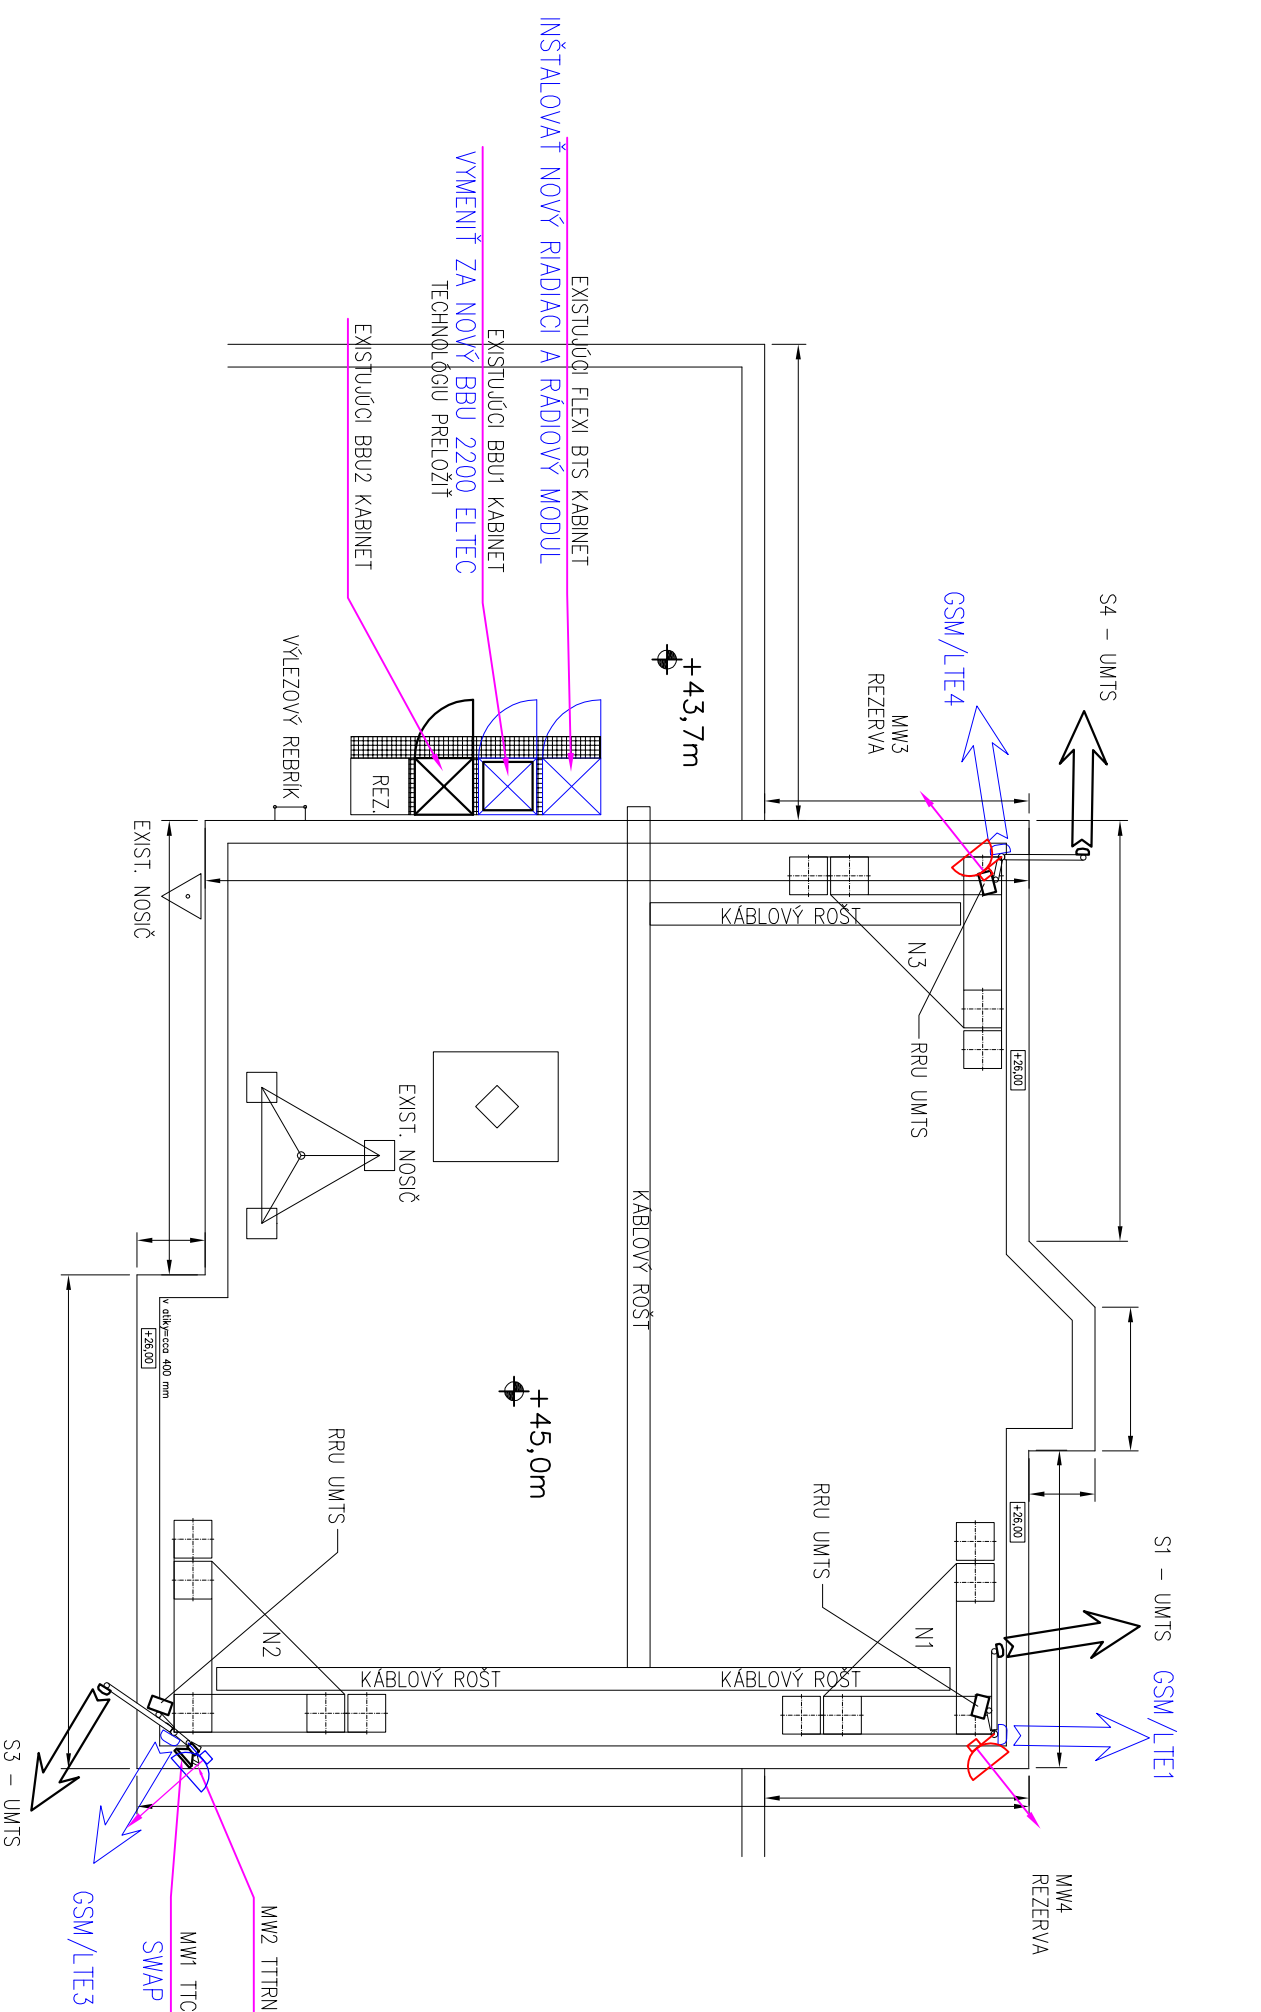 INŠTALOVAŤ NOVÝ RIADIACI A RÁDIOVÝ MODUL
EXISTUJÚCI FLEXI BTS KABINET
EXISTUJÚCI BBU1 KABINET
VYMENIŤ ZA NOVÝ BBU 2200 ELTEC
TECHNOLÓGIU PRELOŽIŤ
EXISTUJÚCI BBU2 KABINET
VÝLEZOVÝ REBRÍK
REZ.
+43,7m
S4 – UMTS
GSM/LTE4
MW3
REZERVA
EXIST. NOSIČ
KÁBLOVÝ ROŠT
N3
RRU UMTS
+26,00
EXIST. NOSIČ
KÁBLOVÝ ROŠT
v atiky=cca 400 mm
+26,00
+45,0m
RRU UMTS
RRU UMTS
+26,00
S1 – UMTS
GSM/LTE1
N1
N2
KÁBLOVÝ ROŠT
KÁBLOVÝ ROŠT
S3 – UMTS
GSM/LTE3
MW4
REZERVA
MW2 TTTRN
MW1 TTC
SWAP